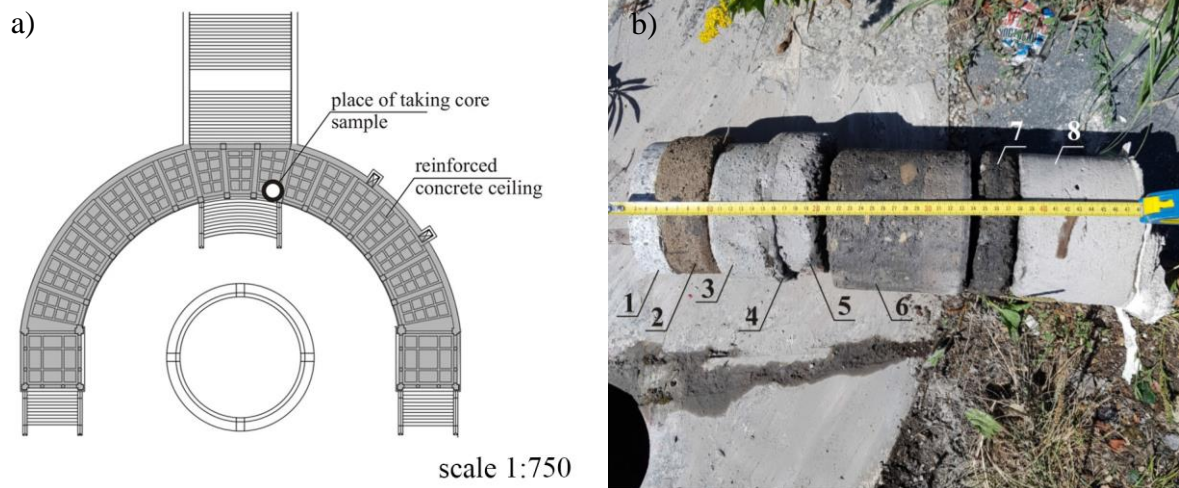 a)
place of taking core
sample
reinforced
concrete ceiling
scale 1:750
b)
1
2
3
4
5
6
7
8